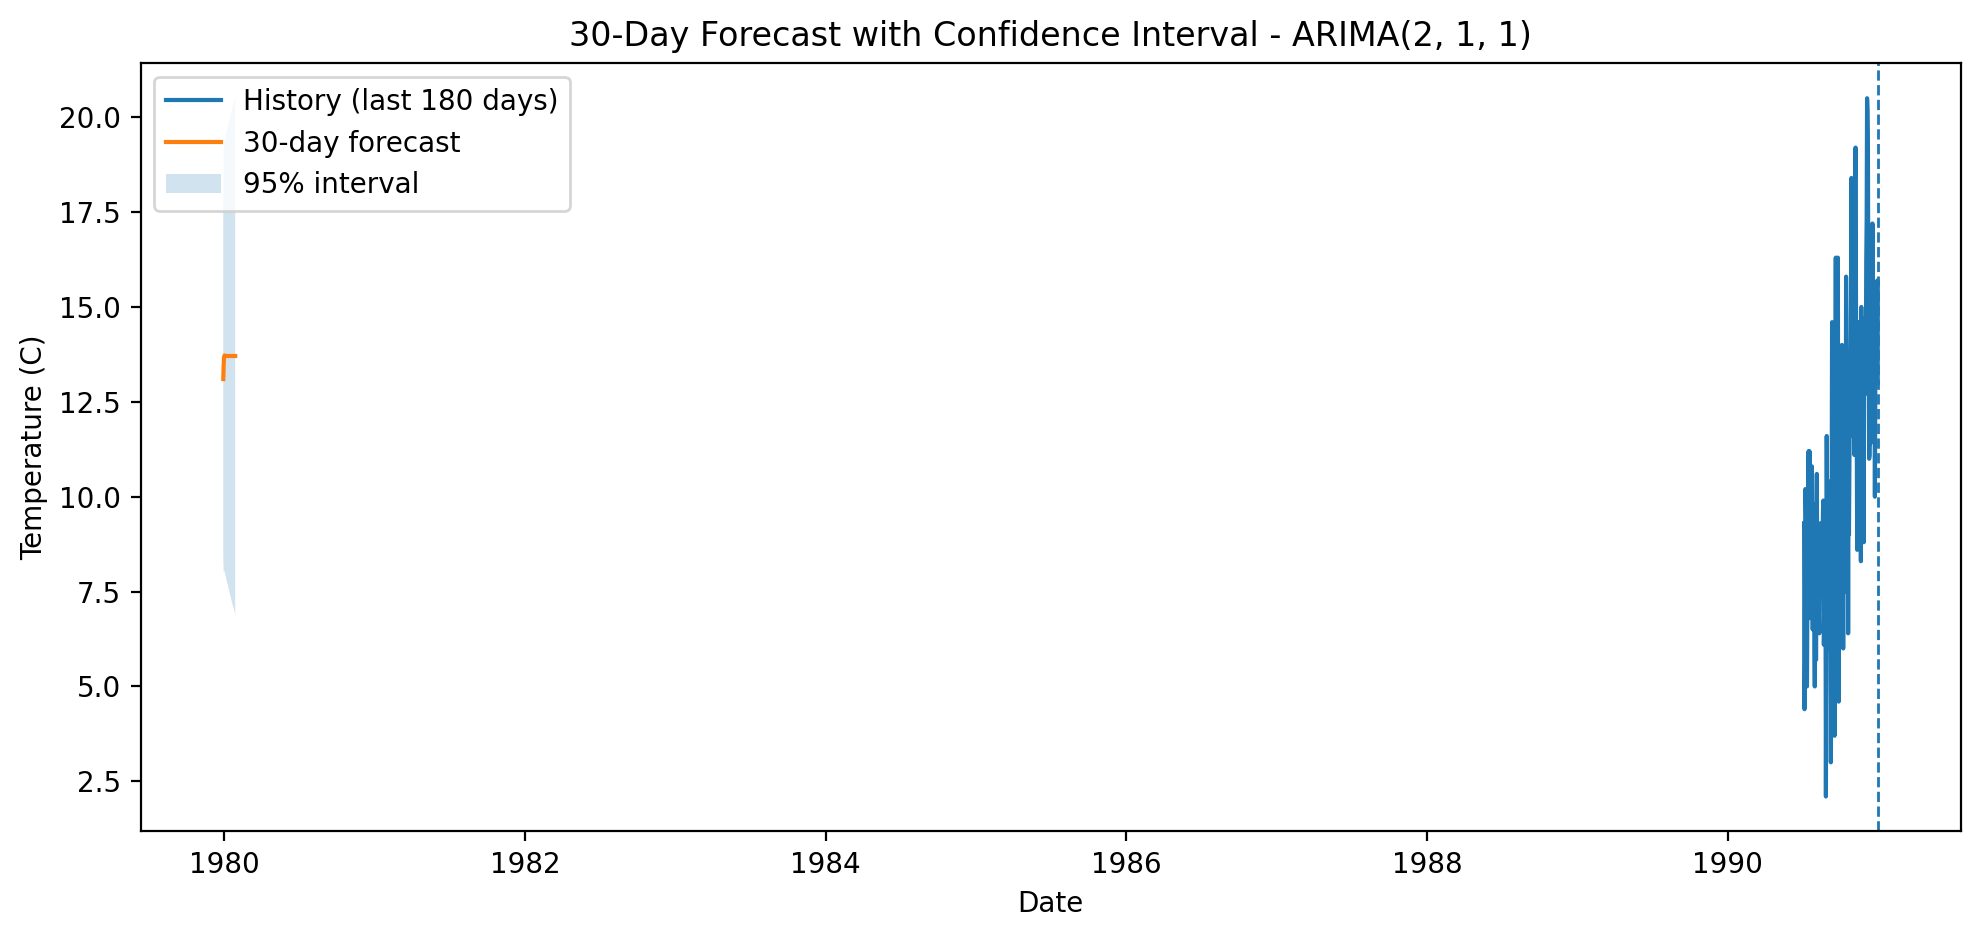 30-Day Forecast with Confidence Interval - ARIMA(2, 1, 1)
History (last 180 days)
30-day forecast
95% interval
20.0
17.5
15.0
12.5
10.0
7.5
5.0
2.5
Temperature (C)
1980 1982 1984 1986 1988 1990
Date